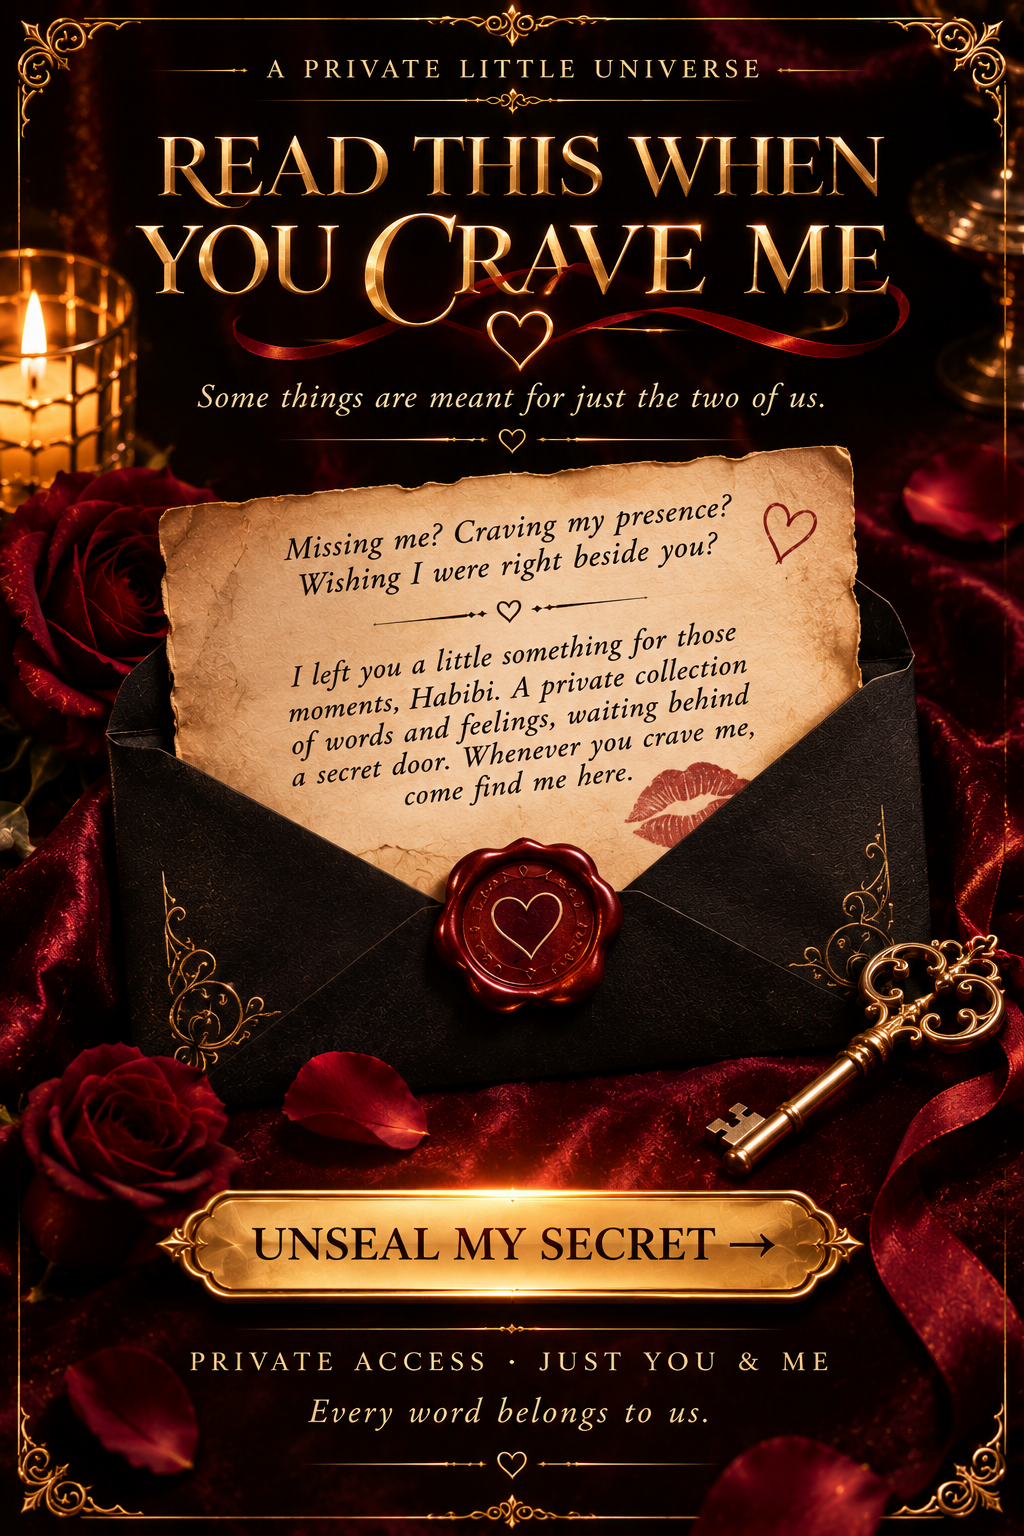 A PRIVATE LITTLE UNIVERSE
READ THIS WHEN
YOU CRAVE ME
Some things are meant for just the two of us.
Missing me? Craving my presence?
Wishing I were right beside you?
I left you a little something for those
moments, Habibi. A private collection
of words and feelings, waiting behind
a secret door. Whenever you crave me,
come find me here.
UNSEAL MY SECRET →
PRIVATE ACCESS · JUST YOU & ME
Every word belongs to us.